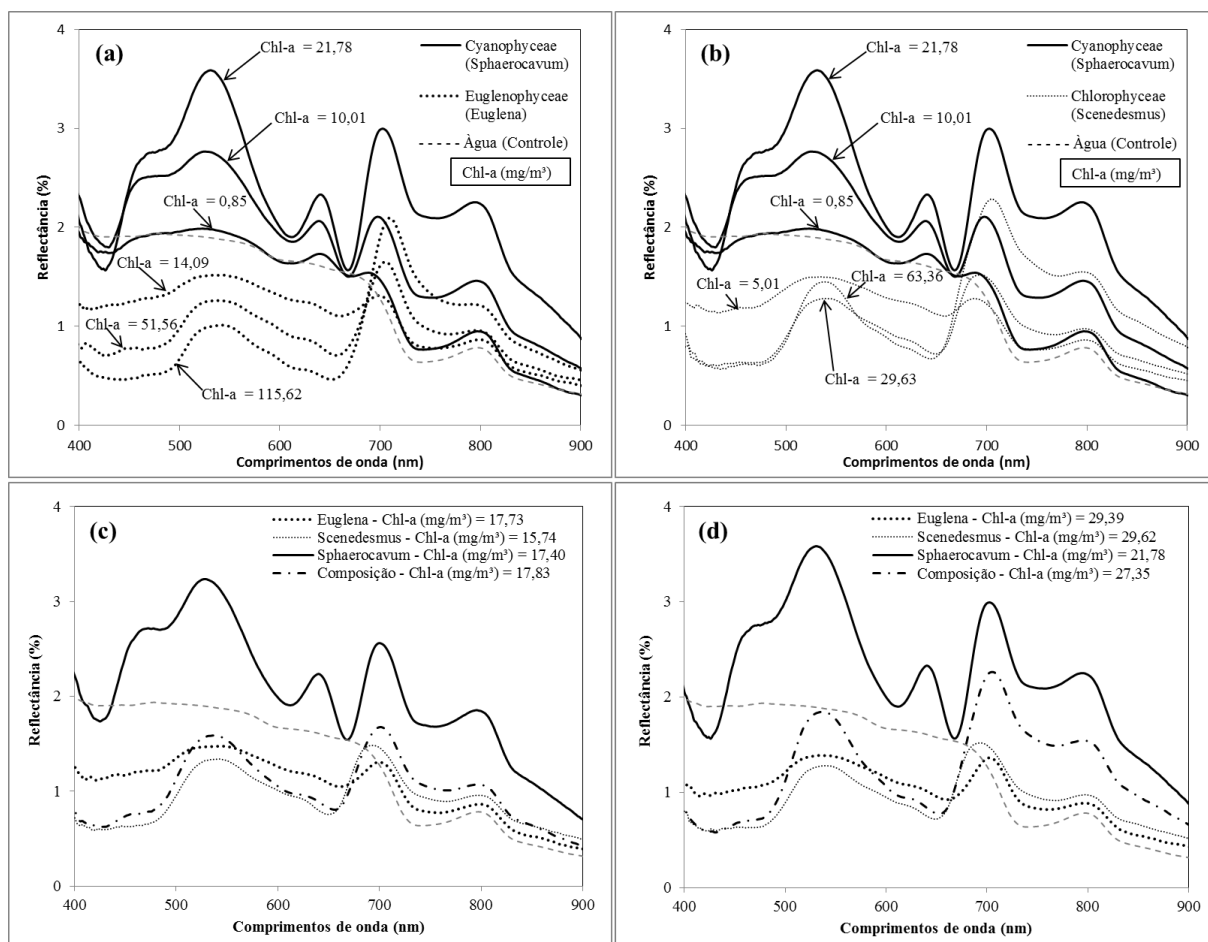 (a)
Chl-a = 21,78
Chl-a = 10,01
Chl-a = 0,85
Chl-a = 14,09
Chl-a = 51,56
Chl-a = 115,62
Cyanophyceae
(Sphaerocavum)
Euglenophyceae
(Euglena)
Àgua (Controle)
Chl-a (mg/m³)
Reflectância (%)
0
1
2
3
4
400 500 600 700 800 900
Comprimentos de onda (nm)
(b)
Chl-a = 21,78
Chl-a = 10,01
Chl-a = 0,85
Chl-a = 5,01
Chl-a = 63,36
Chl-a = 29,63
Cyanophyceae
(Sphaerocavum)
Chlorophyceae
(Scenedesmus)
Àgua (Controle)
Chl-a (mg/m³)
Reflectância (%)
0
1
2
3
4
400 500 600 700 800 900
Comprimentos de onda (nm)
(c)
Euglena - Chl-a (mg/m³) = 17,73
Scenedesmus - Chl-a (mg/m³) = 15,74
Sphaerocavum - Chl-a (mg/m³) = 17,40
Composição - Chl-a (mg/m³) = 17,83
Reflectância (%)
0
1
2
3
4
400 500 600 700 800 900
Comprimentos de onda (nm)
(d)
Euglena - Chl-a (mg/m³) = 29,39
Scenedesmus - Chl-a (mg/m³) = 29,62
Sphaerocavum - Chl-a (mg/m³) = 21,78
Composição - Chl-a (mg/m³) = 27,35
Reflectância (%)
0
1
2
3
4
400 500 600 700 800 900
Comprimentos de onda (nm)